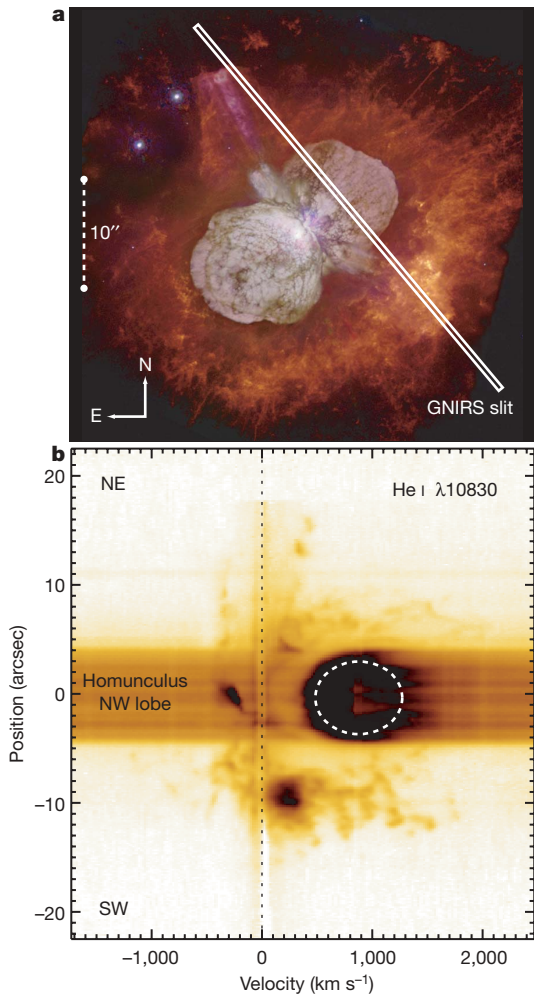 a
10″
N
E
GNIRS slit
b
NE
He I λ10830
20
10
0
−10
−20
Position (arcsec)
Homunculus
NW lobe
SW
−1,000
0
1,000
2,000
Velocity (km s⁻¹)